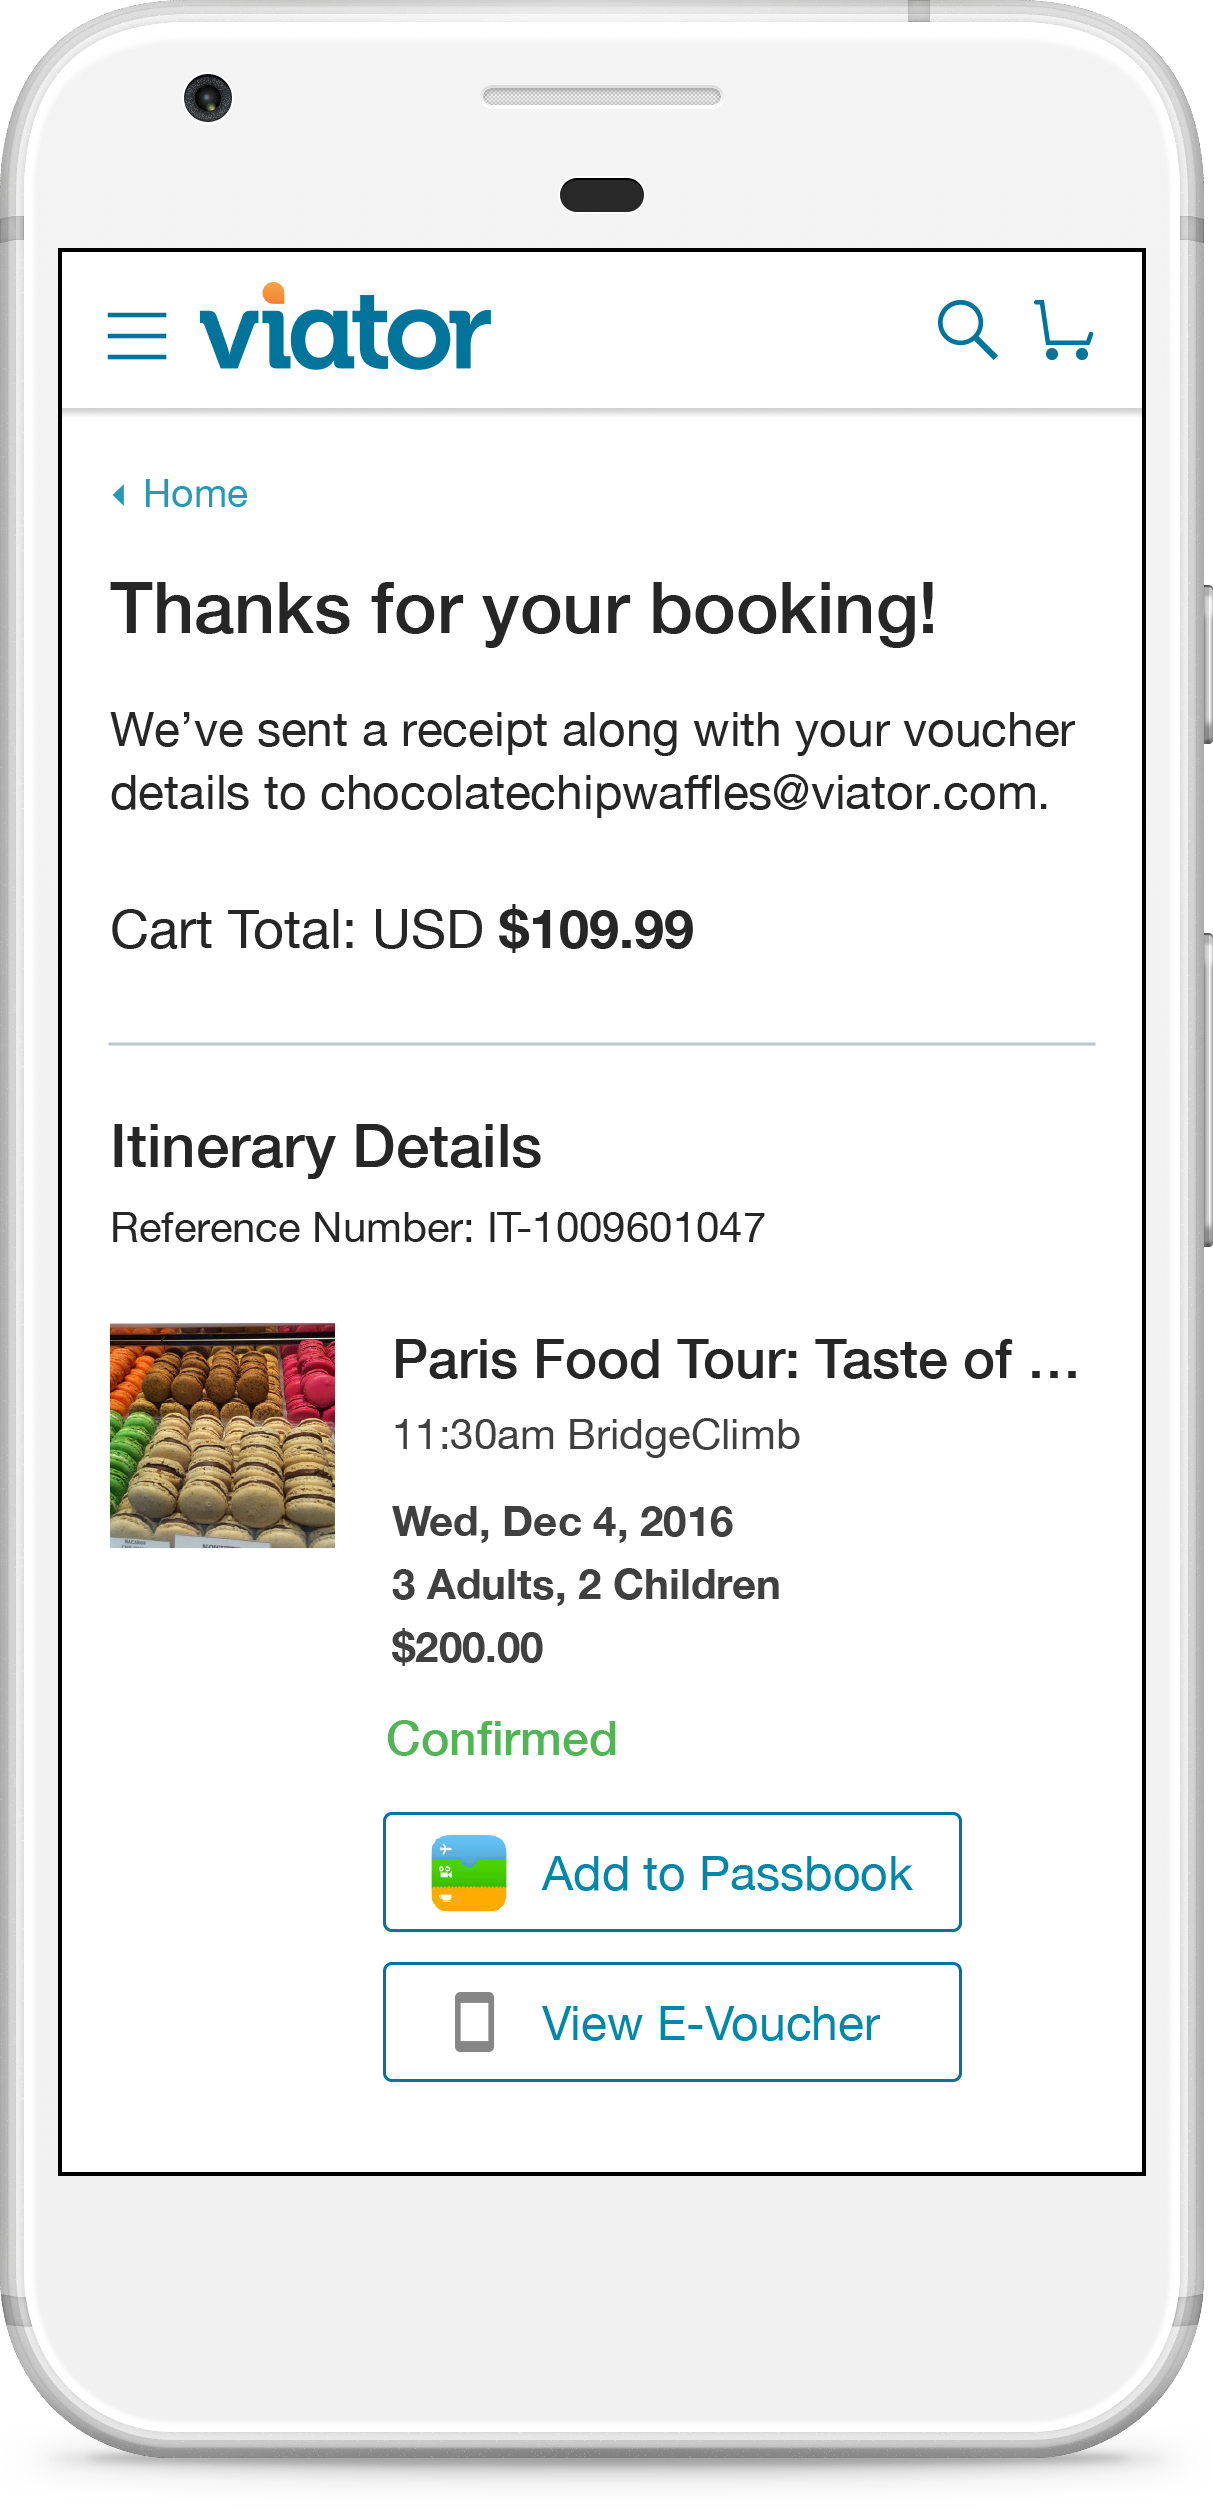 viator
Home
Thanks for your booking!
We’ve sent a receipt along with your voucher
details to chocolatechipwaffles@viator.com.
Cart Total: USD $109.99
Itinerary Details
Reference Number: IT-1009601047
Paris Food Tour: Taste of ...
11:30am BridgeClimb
Wed, Dec 4, 2016
3 Adults, 2 Children
$200.00
Confirmed
Add to Passbook
View E-Voucher